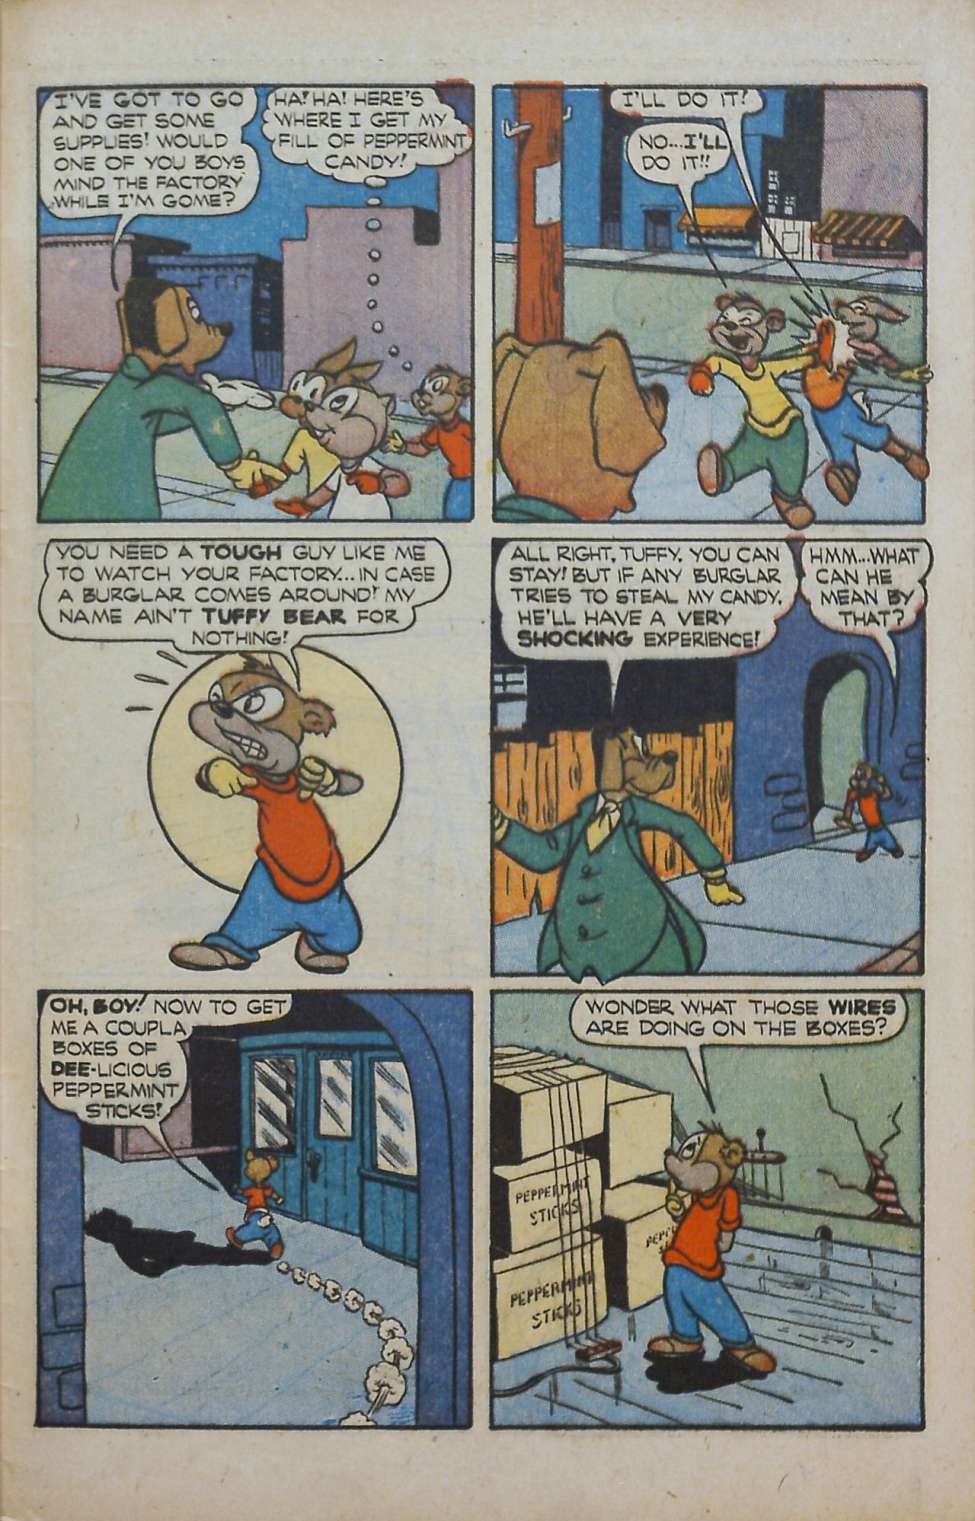 I'VE GOT TO GO
AND GET SOME
SUPPLIES! WOULD
ONE OF YOU BOYS
MIND THE FACTORY
WHILE I'M GOME?
HA! HA! HERE'S
WHERE I GET MY
FILL OF PEPPERMINT
CANDY!
I'LL DO IT!
NO...I'LL
DO IT!!
YOU NEED A TOUGH GUY LIKE ME
TO WATCH YOUR FACTORY...IN CASE
A BURGLAR COMES AROUND! MY
NAME AIN'T TUFFY BEAR FOR
NOTHING!
ALL RIGHT, TUFFY, YOU CAN
STAY! BUT IF ANY BURGLAR
TRIES TO STEAL MY CANDY,
HE'LL HAVE A VERY
SHOCKING EXPERIENCE!
HMM...WHAT
CAN HE
MEAN BY
THAT?
OH, BOY! NOW TO GET
ME A COUPLA
BOXES OF
DEE-LICIOUS
PEPPERMINT
STICKS!
WONDER WHAT THOSE WIRES
ARE DOING ON THE BOXES?
PEPPERMINT
STICKS
PEPPERMINT
STICKS